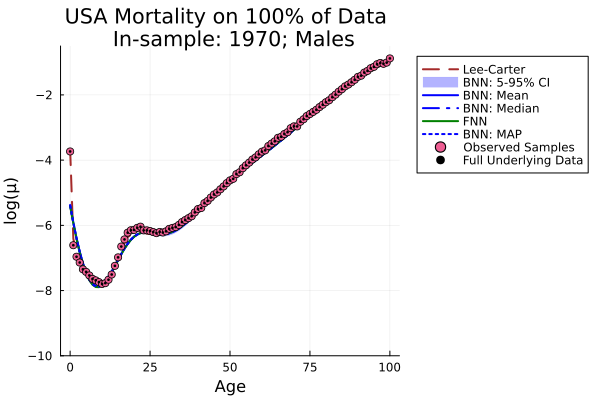 USA Mortality on 100% of Data
In-sample: 1970; Males
Lee-Carter
BNN: 5-95% CI
BNN: Mean
BNN: Median
FNN
BNN: MAP
Observed Samples
Full Underlying Data
log(μ)
−2
−4
−6
−8
−10
0 25 50 75 100
Age